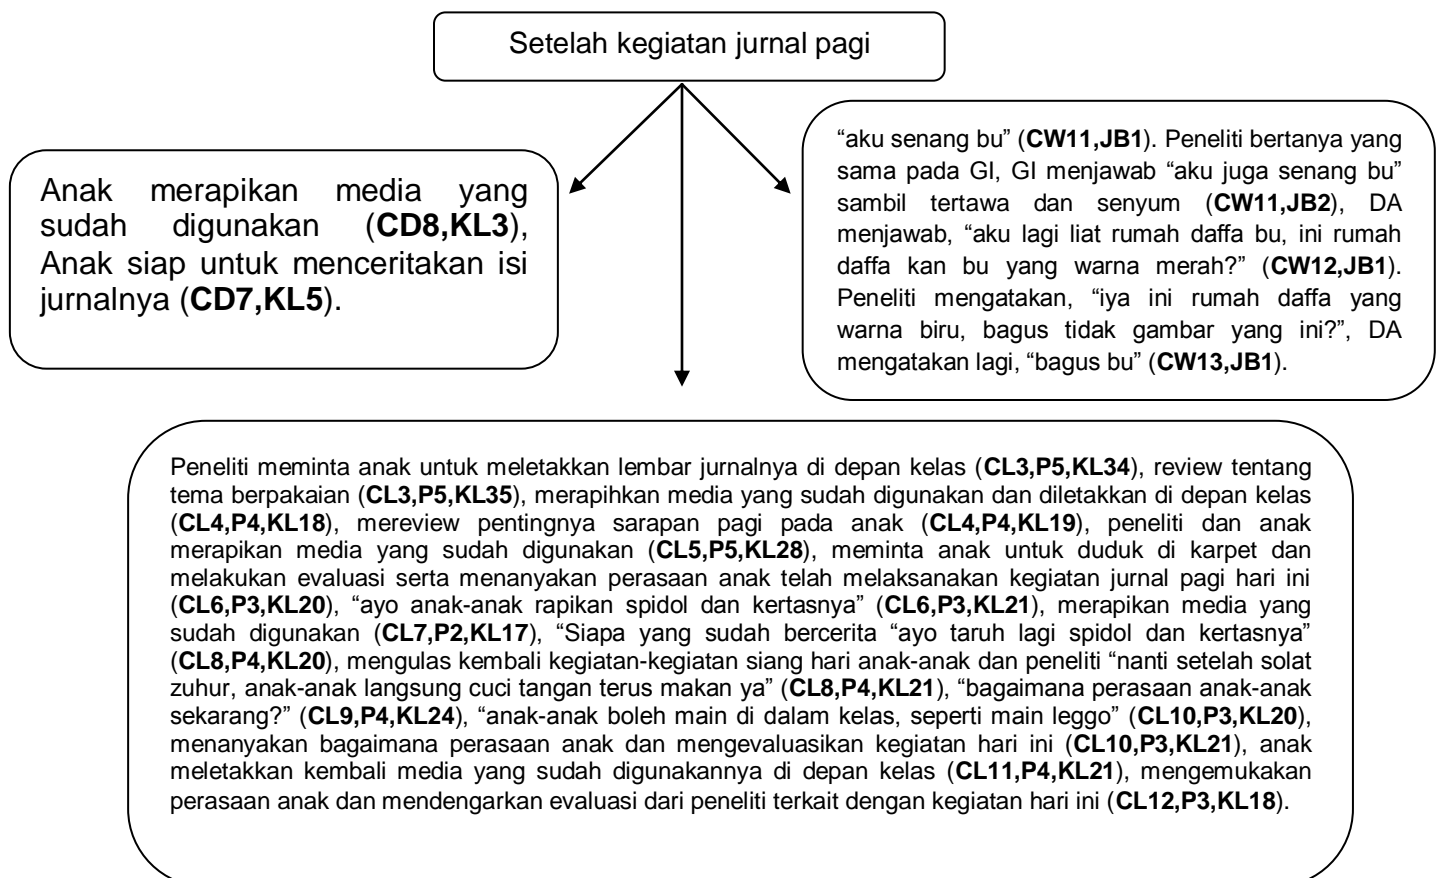 Setelah kegiatan jurnal pagi
Anak merapikan media yang
sudah digunakan (CD8,KL3),
Anak siap untuk menceritakan isi
jurnalnya (CD7,KL5).
“aku senang bu” (CW11,JB1). Peneliti bertanya yang
sama pada GI, GI menjawab “aku juga senang bu”
sambil tertawa dan senyum (CW11,JB2), DA
menjawab, “aku lagi liat rumah daffa bu, ini rumah
daffa kan bu yang warna merah?” (CW12,JB1).
Peneliti mengatakan, “iya ini rumah daffa yang
warna biru, bagus tidak gambar yang ini?”, DA
mengatakan lagi, “bagus bu” (CW13,JB1).
Peneliti meminta anak untuk meletakkan lembar jurnalnya di depan kelas (CL3,P5,KL34), review tentang
tema berpakaian (CL3,P5,KL35), merapihkan media yang sudah digunakan dan diletakkan di depan kelas
(CL4,P4,KL18), mereview pentingnya sarapan pagi pada anak (CL4,P4,KL19), peneliti dan anak
merapikan media yang sudah digunakan (CL5,P5,KL28), meminta anak untuk duduk di karpet dan
melakukan evaluasi serta menanyakan perasaan anak telah melaksanakan kegiatan jurnal pagi hari ini
(CL6,P3,KL20), “ayo anak-anak rapikan spidol dan kertasnya” (CL6,P3,KL21), merapikan media yang
sudah digunakan (CL7,P2,KL17), “Siapa yang sudah bercerita “ayo taruh lagi spidol dan kertasnya”
(CL8,P4,KL20), mengulas kembali kegiatan-kegiatan siang hari anak-anak dan peneliti “nanti setelah solat
zuhur, anak-anak langsung cuci tangan terus makan ya” (CL8,P4,KL21), “bagaimana perasaan anak-anak
sekarang?” (CL9,P4,KL24), “anak-anak boleh main di dalam kelas, seperti main leggo” (CL10,P3,KL20),
menanyakan bagaimana perasaan anak dan mengevaluasikan kegiatan hari ini (CL10,P3,KL21), anak
meletakkan kembali media yang sudah digunakannya di depan kelas (CL11,P4,KL21), mengemukakan
perasaan anak dan mendengarkan evaluasi dari peneliti terkait dengan kegiatan hari ini (CL12,P3,KL18).